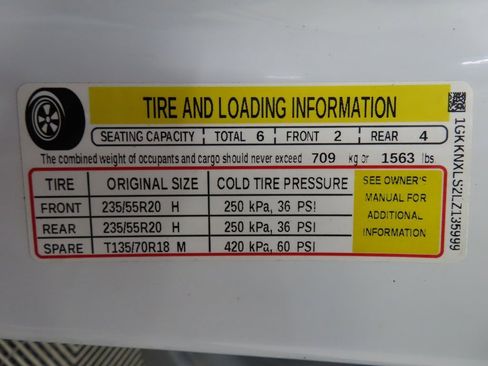 TIRE AND LOADING INFORMATION
SEATING CAPACITY TOTAL 6 FRONT 2 REAR 4
The combined weight of occupants and cargo should never exceed 709 kg or 1563 lbs
TIRE ORIGINAL SIZE COLD TIRE PRESSURE
FRONT 235/55R20 H 250 kPa, 36 PSI
REAR 235/55R20 H 250 kPa, 36 PSI
SPARE T135/70R18 M 420 kPa, 60 PSI
SEE OWNER'S
MANUAL FOR
ADDITIONAL
INFORMATION
1GKKNXLS2LZ135999